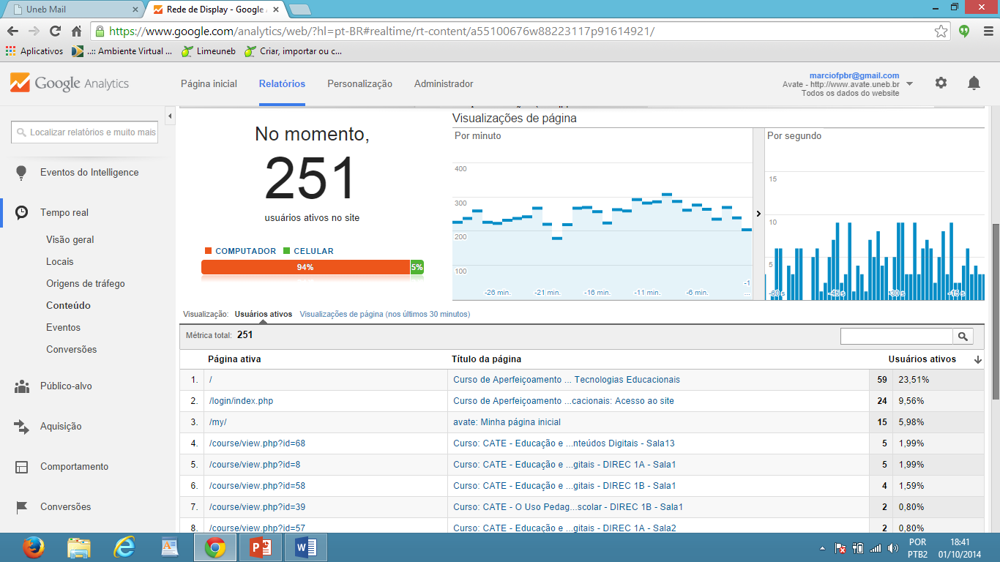 Uneb Mail
Rede de Display - Google
https://www.google.com/analytics/web/?hl=pt-BR#realtime/rt-content/a55100676w88223117p91614921/
Aplicativos ..:: Ambiente Virtual ... Limeuneb Criar, importar ou c...
Google Analytics
Página inicial Relatórios Personalização Administrador
marciofpbr@gmail.com
Avate - http://www.avate.uneb.br
Todos os dados do website
Localizar relatórios e muito mais
Eventos do Intelligence
Tempo real
Visão geral
Locais
Origens de tráfego
Conteúdo
Eventos
Conversões
Público-alvo
Aquisição
Comportamento
Conversões
No momento,
251
usuários ativos no site
COMPUTADOR CELULAR
94% 5%
Visualizações de página
Por minuto
400
300
200
100
-26 min. -21 min. -16 min. -11 min. -6 min. -1
...
Por segundo
15
10
5
-60 s -45 s -30 s -15 s
Visualização: Usuários ativos Visualizações de página (nos últimos 30 minutos)
Métrica total: 251
Página ativa Título da página Usuários ativos
1. / Curso de Aperfeiçoamento ... Tecnologias Educacionais 59 23,51%
2. /login/index.php Curso de Aperfeiçoamento ...cacionais: Acesso ao site 24 9,56%
3. /my/ avate: Minha página inicial 15 5,98%
4. /course/view.php?id=68 Curso: CATE - Educação e ...nteúdos Digitais - Sala13 5 1,99%
5. /course/view.php?id=8 Curso: CATE - Educação e ...gitais - DIREC 1A - Sala1 5 1,99%
6. /course/view.php?id=58 Curso: CATE - Educação e ...gitais - DIREC 1B - Sala1 4 1,59%
7. /course/view.php?id=39 Curso: CATE - O Uso Pedag...scolar - DIREC 1B - Sala1 2 0,80%
8. /course/view.php?id=57 Curso: CATE - Educação e ...gitais - DIREC 1A - Sala2 2 0,80%
POR 18:41
PTB2 01/10/2014